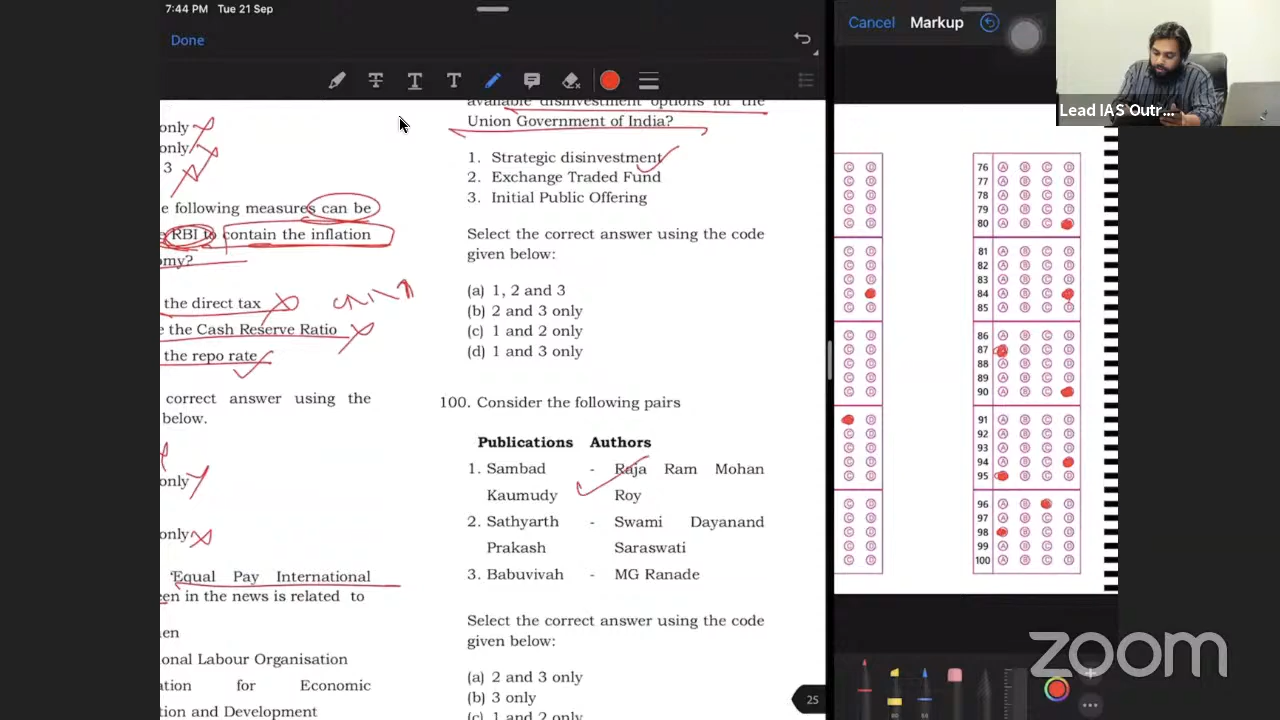 7:44 PM Tue 21 Sep
Done
only
only
3
e following measures can be
RBI to contain the inflation
omy?
the direct tax
e the Cash Reserve Ratio
the repo rate
correct answer using the
below.
only
only
'Equal Pay International
een in the news is related to
en
onal Labour Organisation
ation for Economic
tion and Development
available disinvestment options for the
Union Government of India?
1. Strategic disinvestment
2. Exchange Traded Fund
3. Initial Public Offering
Select the correct answer using the code
given below:
(a) 1, 2 and 3
(b) 2 and 3 only
(c) 1 and 2 only
(d) 1 and 3 only
100. Consider the following pairs
Publications Authors
1. Sambad - Raja Ram Mohan
Kaumudy Roy
2. Sathyarth - Swami Dayanand
Prakash Saraswati
3. Babuvivah - MG Ranade
Select the correct answer using the code
given below:
(a) 2 and 3 only
(b) 3 only
(c) 1 and 2 only
25
Cancel Markup
Lead IAS Outr...
C D
C D
C D
C D
C D
C D
C D
C D
C
C D
C D
C D
C D
C D
C D
D
C D
C D
C D
C D
C D
C D
C D
C D
C D
76 A B C D
77 A B C D
78 A B C D
79 A B C D
80 A B C
81 A B C D
82 A B C D
83 A B C D
84 A B C
85 A B C D
86 A B C D
87 B C D
88 A B C D
89 A B C D
90 A B C
91 A B C D
92 A B C D
93 A B C D
94 A B C
95 B C D
96 A B D
97 A B C D
98 B C D
99 A B C D
100 A B C D
zoom